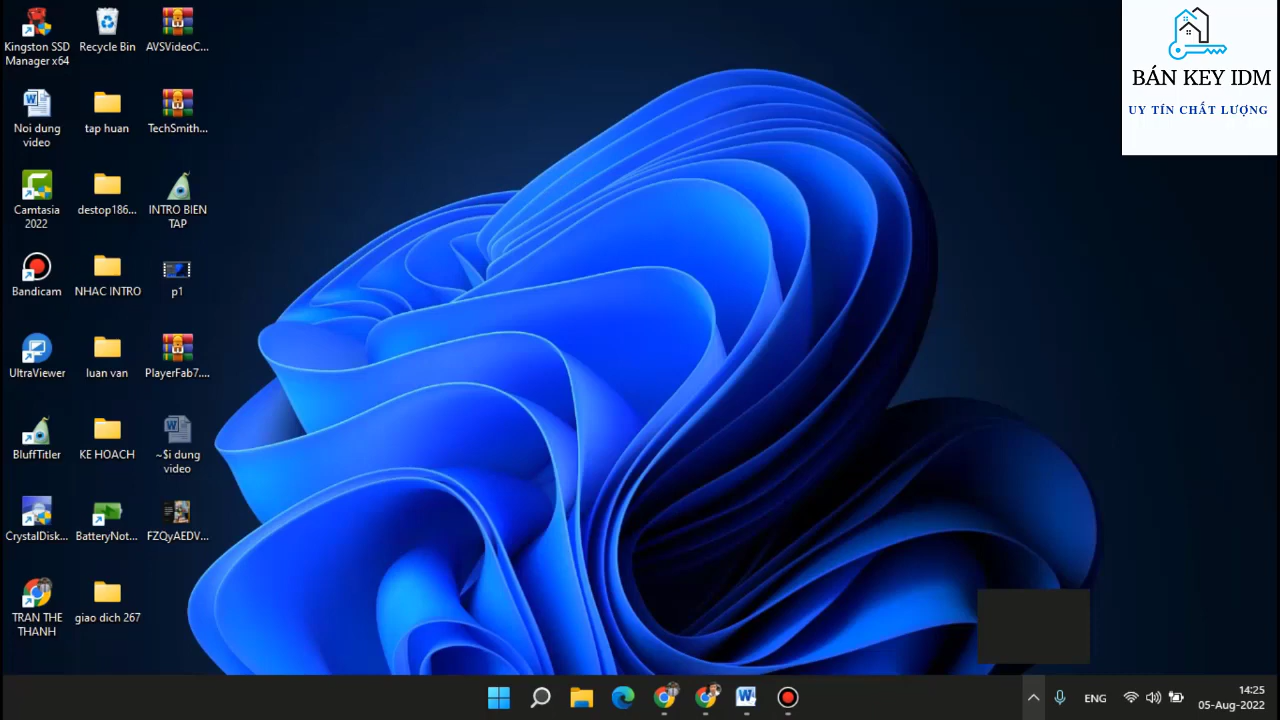 Kingston SSD
Manager x64
Recycle Bin
AVSVideoC...
Noi dung
video
tap huan
TechSmith...
Camtasia
2022
destop186...
INTRO BIEN
TAP
Bandicam
NHAC INTRO
p1
UltraViewer
luan van
PlayerFab7....
BluffTitler
KE HOACH
~$i dung
video
CrystalDisk...
BatteryNot...
FZQyAEDV...
TRAN THE
THANH
giao dich 267
BÁN KEY IDM
UY TÍN CHẤT LƯỢNG
ENG
14:25
05-Aug-2022